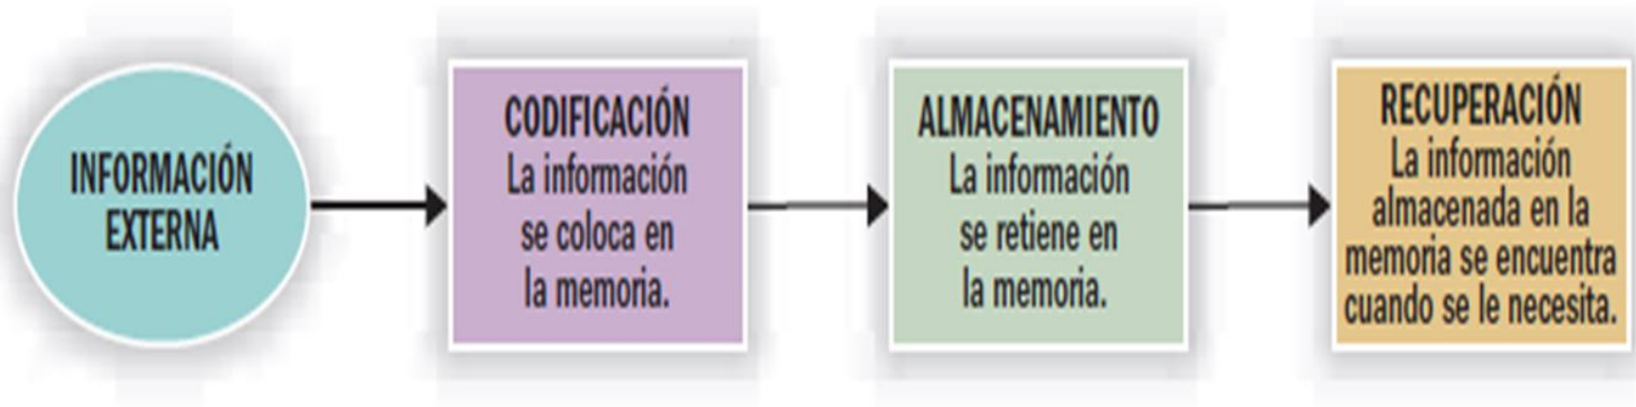 INFORMACIÓN
EXTERNA
CODIFICACIÓN
La información
se coloca en
la memoria.
ALMACENAMIENTO
La información
se retiene en
la memoria.
RECUPERACIÓN
La información
almacenada en la
memoria se encuentra
cuando se le necesita.